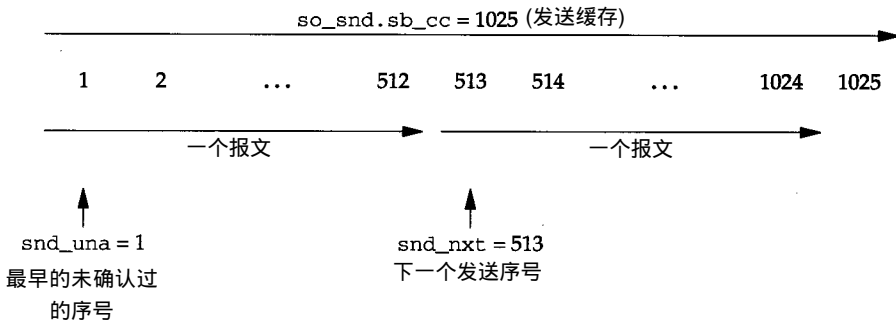 so_snd.sb_cc = 1025 (发送缓存)
1 2 ... 512 513 514 ... 1024 1025
一个报文 一个报文
snd_una = 1 snd_nxt = 513
最早的未确认过 下一个发送序号
的序号